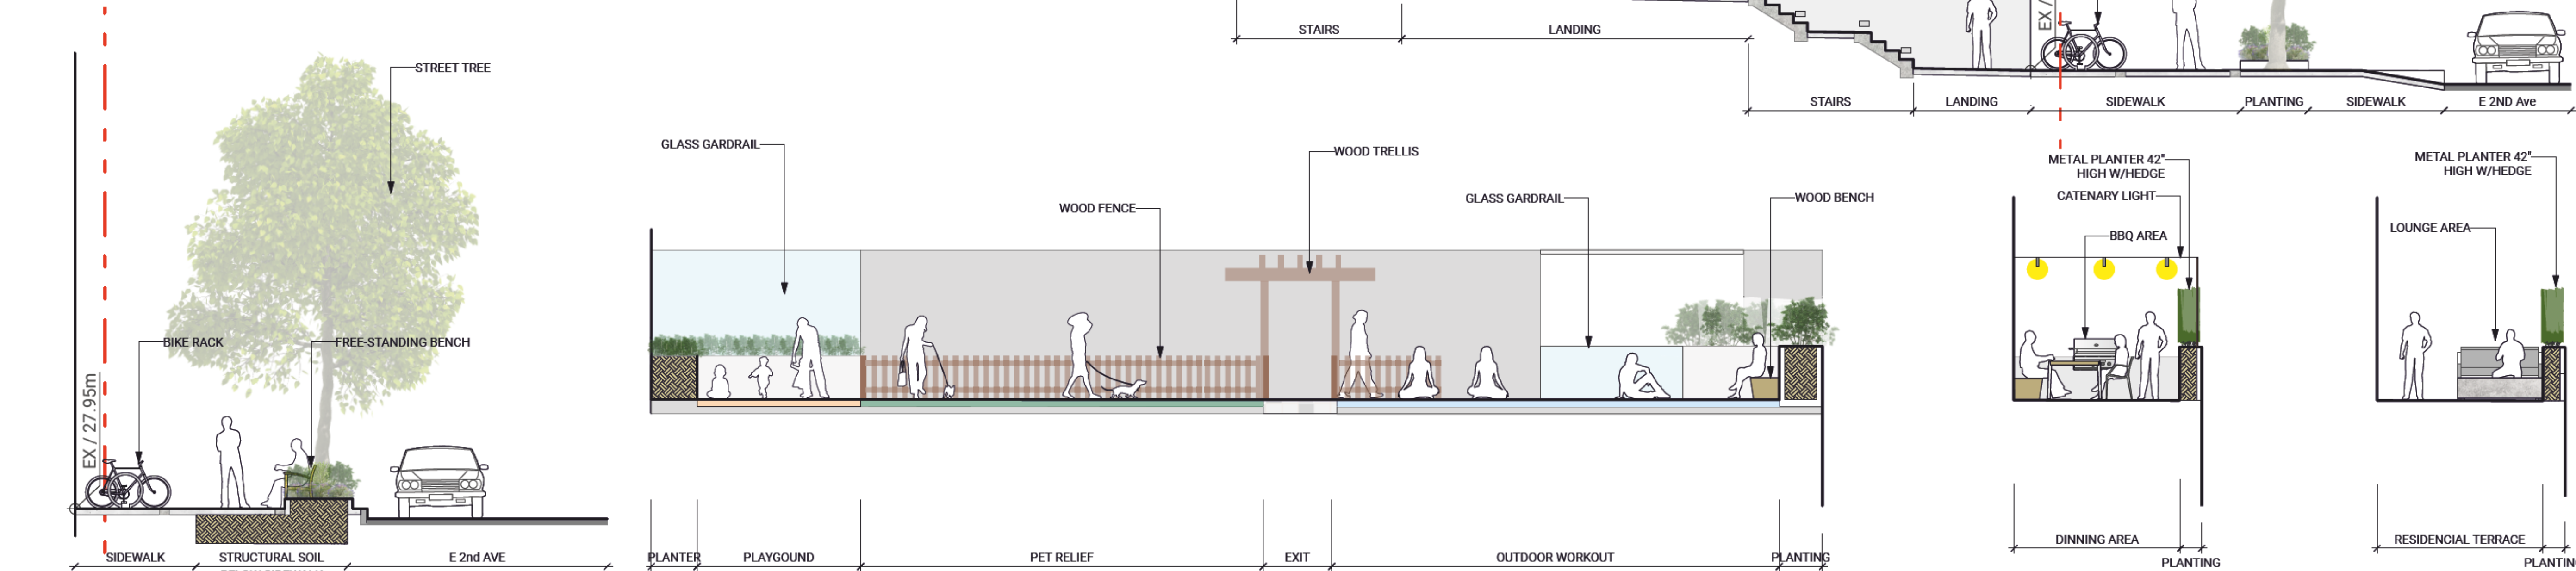 STAIRS
LANDING
EX /
STAIRS
LANDING
SIDEWALK
PLANTING
SIDEWALK
E 2ND Ave
STREET TREE
BIKE RACK
FREE-STANDING BENCH
EX / 27.95m
SIDEWALK
STRUCTURAL SOIL
E 2nd AVE
GLASS GARDRAIL
WOOD FENCE
WOOD TRELLIS
GLASS GARDRAIL
WOOD BENCH
PLANTER
PLAYGOUND
PET RELIEF
EXIT
OUTDOOR WORKOUT
PLANTING
METAL PLANTER 42"
HIGH W/HEDGE
CATENARY LIGHT
BBQ AREA
DINNING AREA
PLANTING
METAL PLANTER 42"
HIGH W/HEDGE
LOUNGE AREA
RESIDENCIAL TERRACE
PLANTIN